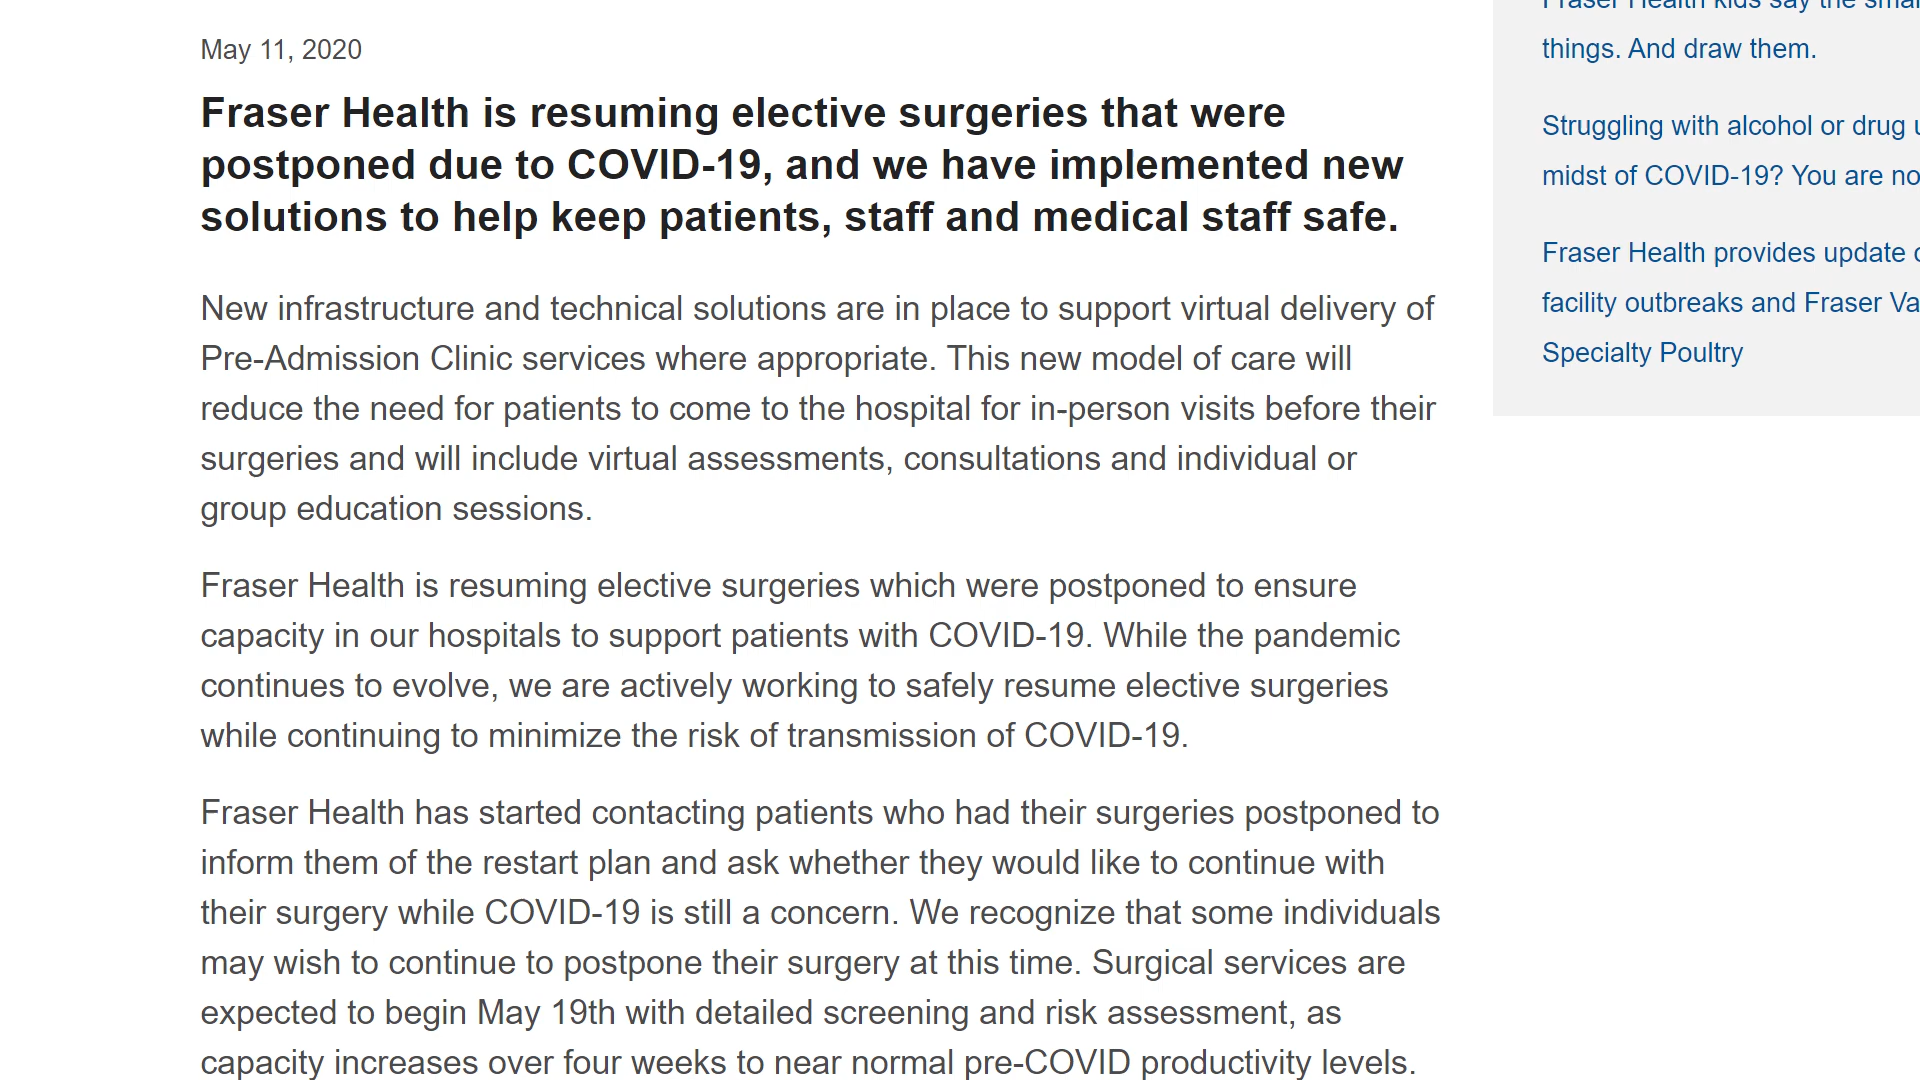 May 11, 2020
Fraser Health is resuming elective surgeries that were
postponed due to COVID-19, and we have implemented new
solutions to help keep patients, staff and medical staff safe.
New infrastructure and technical solutions are in place to support virtual delivery of
Pre-Admission Clinic services where appropriate. This new model of care will
reduce the need for patients to come to the hospital for in-person visits before their
surgeries and will include virtual assessments, consultations and individual or
group education sessions.
Fraser Health is resuming elective surgeries which were postponed to ensure
capacity in our hospitals to support patients with COVID-19. While the pandemic
continues to evolve, we are actively working to safely resume elective surgeries
while continuing to minimize the risk of transmission of COVID-19.
Fraser Health has started contacting patients who had their surgeries postponed to
inform them of the restart plan and ask whether they would like to continue with
their surgery while COVID-19 is still a concern. We recognize that some individuals
may wish to continue to postpone their surgery at this time. Surgical services are
expected to begin May 19th with detailed screening and risk assessment, as
capacity increases over four weeks to near normal pre-COVID productivity levels.
Fraser Health kids say the
things. And draw them.
Struggling with alcohol or drug
midst of COVID-19? You are
Fraser Health provides update
facility outbreaks and Fraser
Specialty Poultry